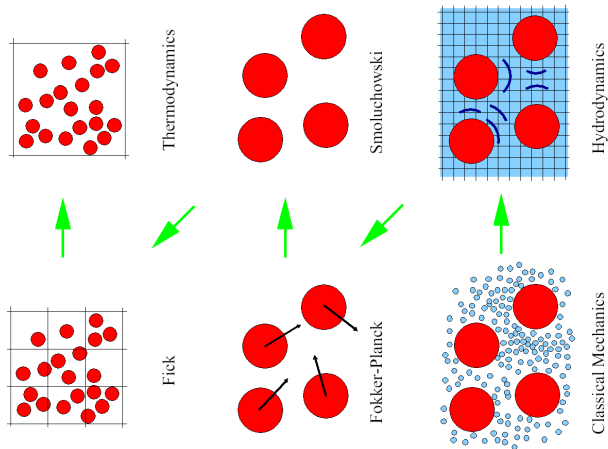 Thermodynamics
Smoluchowski
Hydrodynamics
Fick
Fokker-Planck
Classical Mechanics